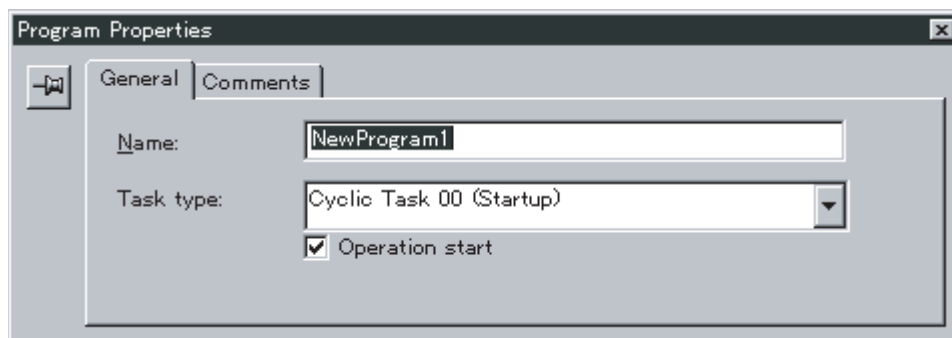 Program Properties
General Comments
Name: NewProgram1
Task type: Cyclic Task 00 (Startup)
Operation start